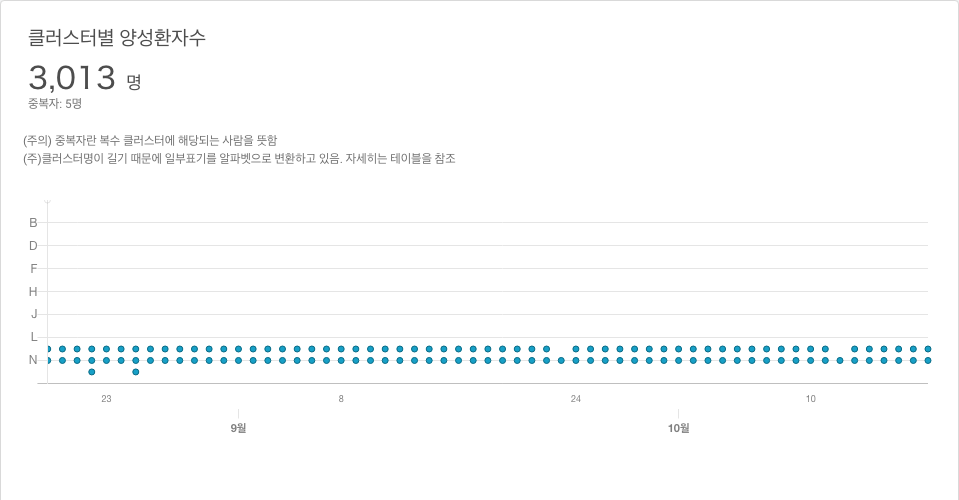 클러스터별 양성환자수
3,013 명
중복자: 5명
(주의) 중복자란 복수 클러스터에 해당되는 사람을 뜻함
(주)클러스터명이 길기 때문에 일부표기를 알파벳으로 변환하고 있음. 자세히는 테이블을 참조
B
D
F
H
J
L
N
23 8 24 10
9월 10월